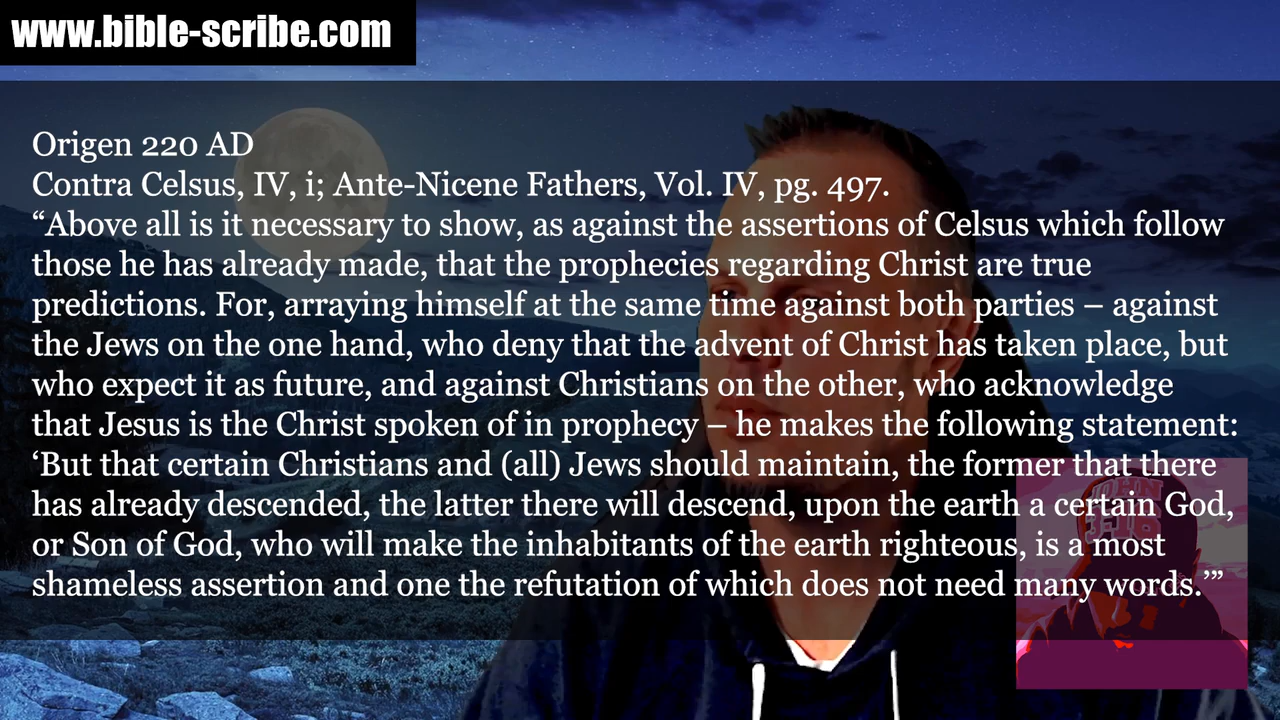 www.bible-scribe.com
Origen 220 AD
Contra Celsus, IV, i; Ante-Nicene Fathers, Vol. IV, pg. 497.
“Above all is it necessary to show, as against the assertions of Celsus which follow
those he has already made, that the prophecies regarding Christ are true
predictions. For, arraying himself at the same time against both parties – against
the Jews on the one hand, who deny that the advent of Christ has taken place, but
who expect it as future, and against Christians on the other, who acknowledge
that Jesus is the Christ spoken of in prophecy – he makes the following statement:
‘But that certain Christians and (all) Jews should maintain, the former that there
has already descended, the latter there will descend, upon the earth a certain God,
or Son of God, who will make the inhabitants of the earth righteous, is a most
shameless assertion and one the refutation of which does not need many words.’”
JOHN